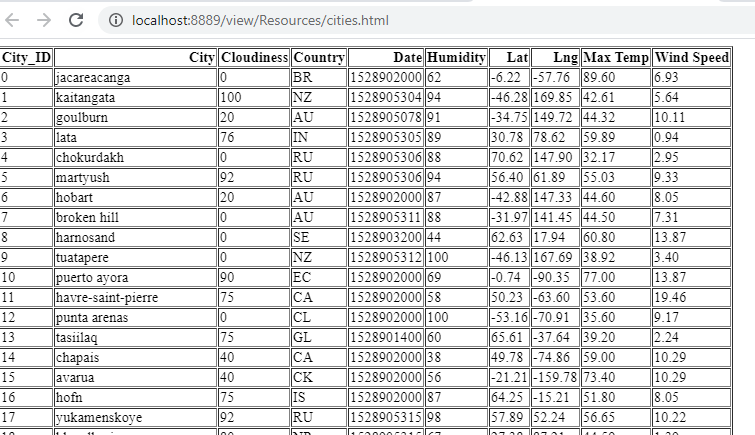 localhost:8889/view/Resources/cities.html
City_ID City Cloudiness Country Date Humidity Lat Lng Max Temp Wind Speed
0 jacareacanga 0 BR 1528902000 62 -6.22 -57.76 89.60 6.93
1 kaitangata 100 NZ 1528905304 94 -46.28 169.85 42.61 5.64
2 goulburn 20 AU 1528905078 91 -34.75 149.72 44.32 10.11
3 lata 76 IN 1528905305 89 30.78 78.62 59.89 0.94
4 chokurdakh 0 RU 1528905306 88 70.62 147.90 32.17 2.95
5 martyush 92 RU 1528905306 94 56.40 61.89 55.03 9.33
6 hobart 20 AU 1528902000 87 -42.88 147.33 44.60 8.05
7 broken hill 0 AU 1528905311 88 -31.97 141.45 44.50 7.31
8 harnosand 0 SE 1528903200 44 62.63 17.94 60.80 13.87
9 tuatapere 0 NZ 1528905312 100 -46.13 167.69 38.92 3.40
10 puerto ayora 90 EC 1528902000 69 -0.74 -90.35 77.00 13.87
11 havre-saint-pierre 75 CA 1528902000 58 50.23 -63.60 53.60 19.46
12 punta arenas 0 CL 1528902000 100 -53.16 -70.91 35.60 9.17
13 tasiilaq 75 GL 1528901400 60 65.61 -37.64 39.20 2.24
14 chapais 40 CA 1528902000 38 49.78 -74.86 59.00 10.29
15 avarua 40 CK 1528902000 56 -21.21 -159.78 73.40 10.29
16 hofn 75 IS 1528902000 87 64.25 -15.21 51.80 8.05
17 yukamenskoye 92 RU 1528905315 98 57.89 52.24 56.65 10.22